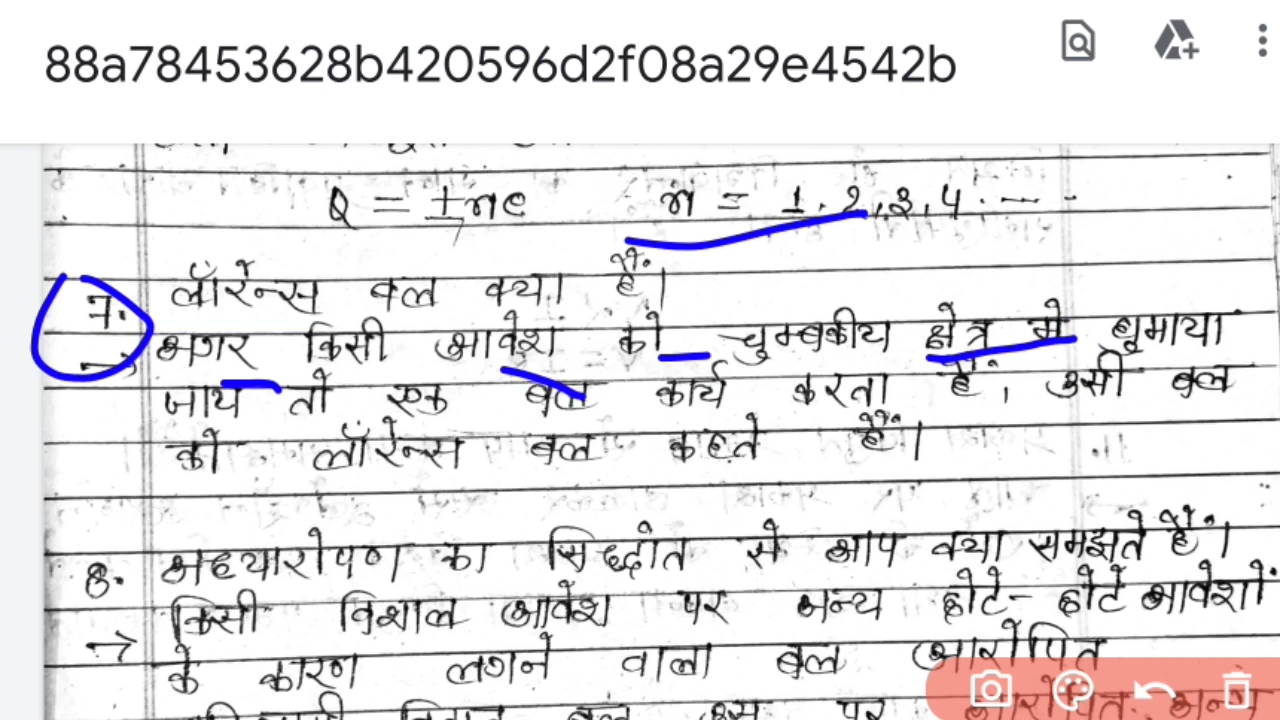 88a78453628b420596d2f08a29e4542b
Q = ±ne n = 1, 2, 3, 4 . — .
7. लॉरेन्स बल क्या हैं।
→ अगर किसी आवेश को चुम्बकीय क्षेत्र में घुमाया
जाय तो एक बल कार्य करता हैं, उसी बल
को लॉरेन्स बल कहते हैं।
8. अध्यारोपण का सिद्धांत से आप क्या समझते हैं।
→ किसी विशाल आवेश पर अन्य छोटे-छोटे आवेशों
के कारण लगने वाला बल आरोपित